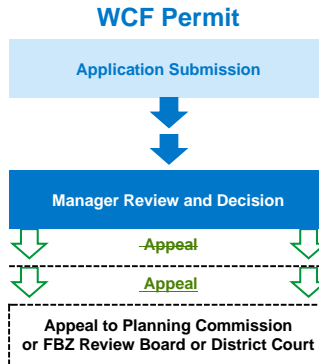 WCF Permit
Application Submission
Manager Review and Decision
Appeal
Appeal
Appeal to Planning Commission
or FBZ Review Board or District Court